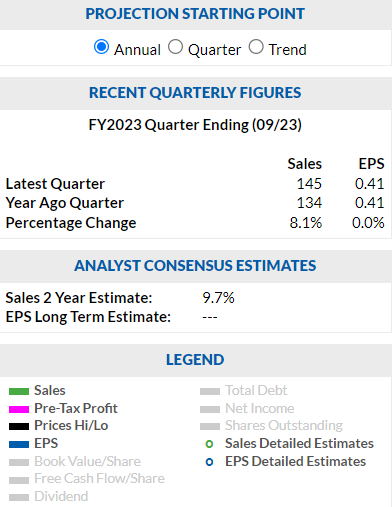 PROJECTION STARTING POINT
Annual Quarter Trend
RECENT QUARTERLY FIGURES
FY2023 Quarter Ending (09/23)
Sales EPS
Latest Quarter 145 0.41
Year Ago Quarter 134 0.41
Percentage Change 8.1% 0.0%
ANALYST CONSENSUS ESTIMATES
Sales 2 Year Estimate: 9.7%
EPS Long Term Estimate: ---
LEGEND
Sales Total Debt
Pre-Tax Profit Net Income
Prices Hi/Lo Shares Outstanding
EPS Sales Detailed Estimates
Book Value/Share EPS Detailed Estimates
Free Cash Flow/Share
Dividend